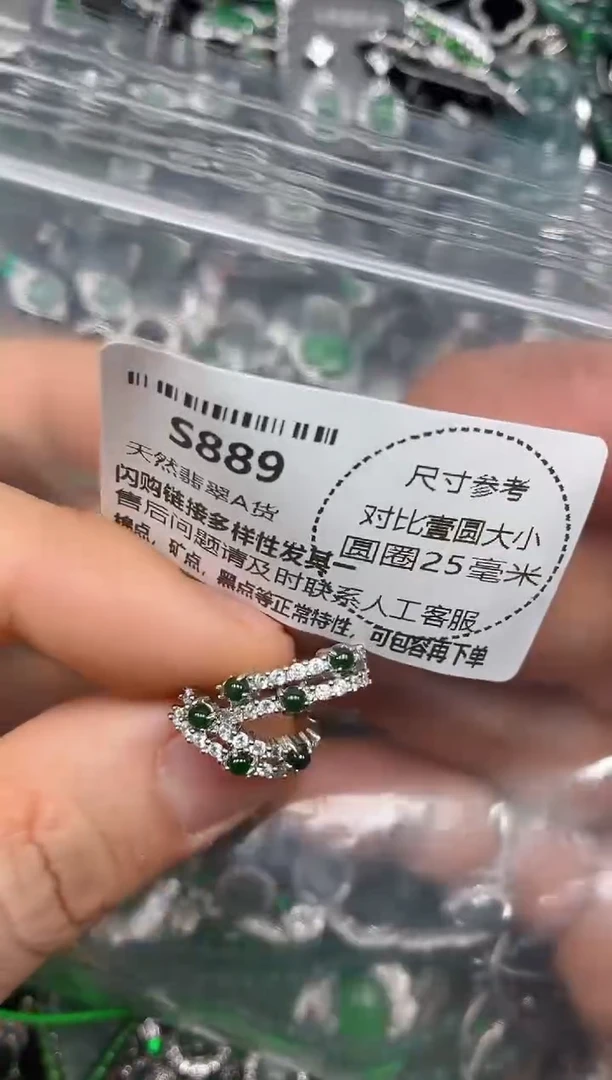 S889
天然翡翠A货
闪购链接多样性发其一
售后问题请及时联系人工客服
棉点，矿点，黑点等正常特性，可包容再下单
尺寸参考
对比壹圆大小
圆圈25毫米